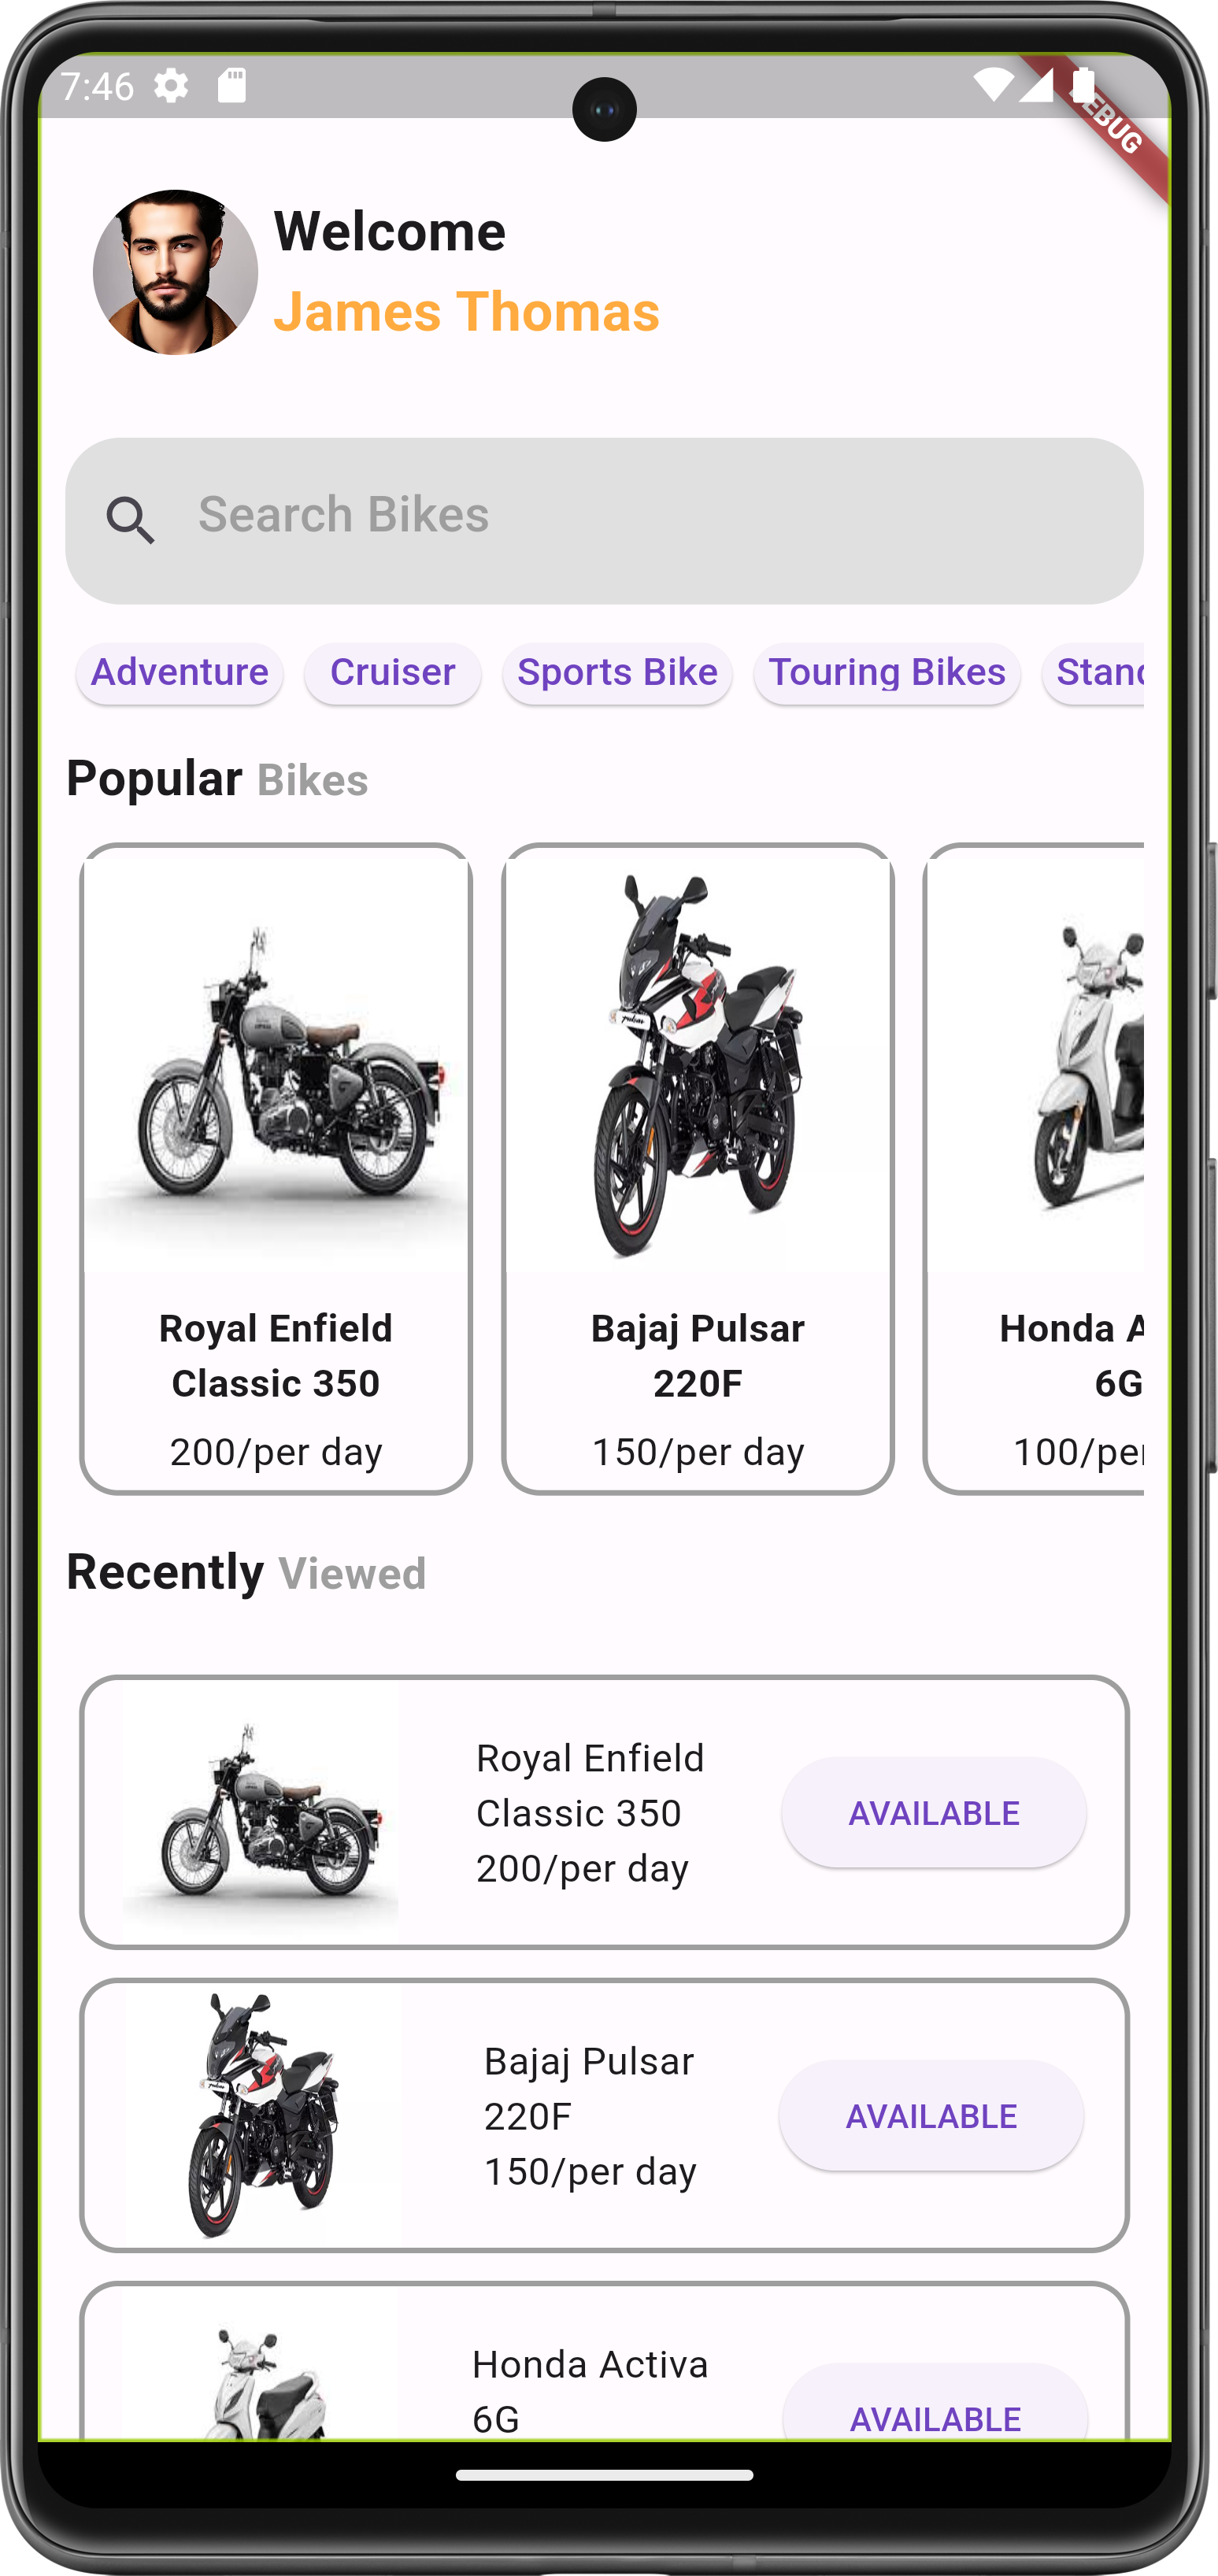 7:46
DEBUG
Welcome
James Thomas
Search Bikes
Adventure
Cruiser
Sports Bike
Touring Bikes
Stand
Popular Bikes
pulsar
Royal Enfield
Classic 350
200/per day
Bajaj Pulsar
220F
150/per day
Honda A
6G
100/per
Recently Viewed
Royal Enfield
Classic 350
200/per day
AVAILABLE
Bajaj Pulsar
220F
150/per day
AVAILABLE
Honda Activa
6G
AVAILABLE